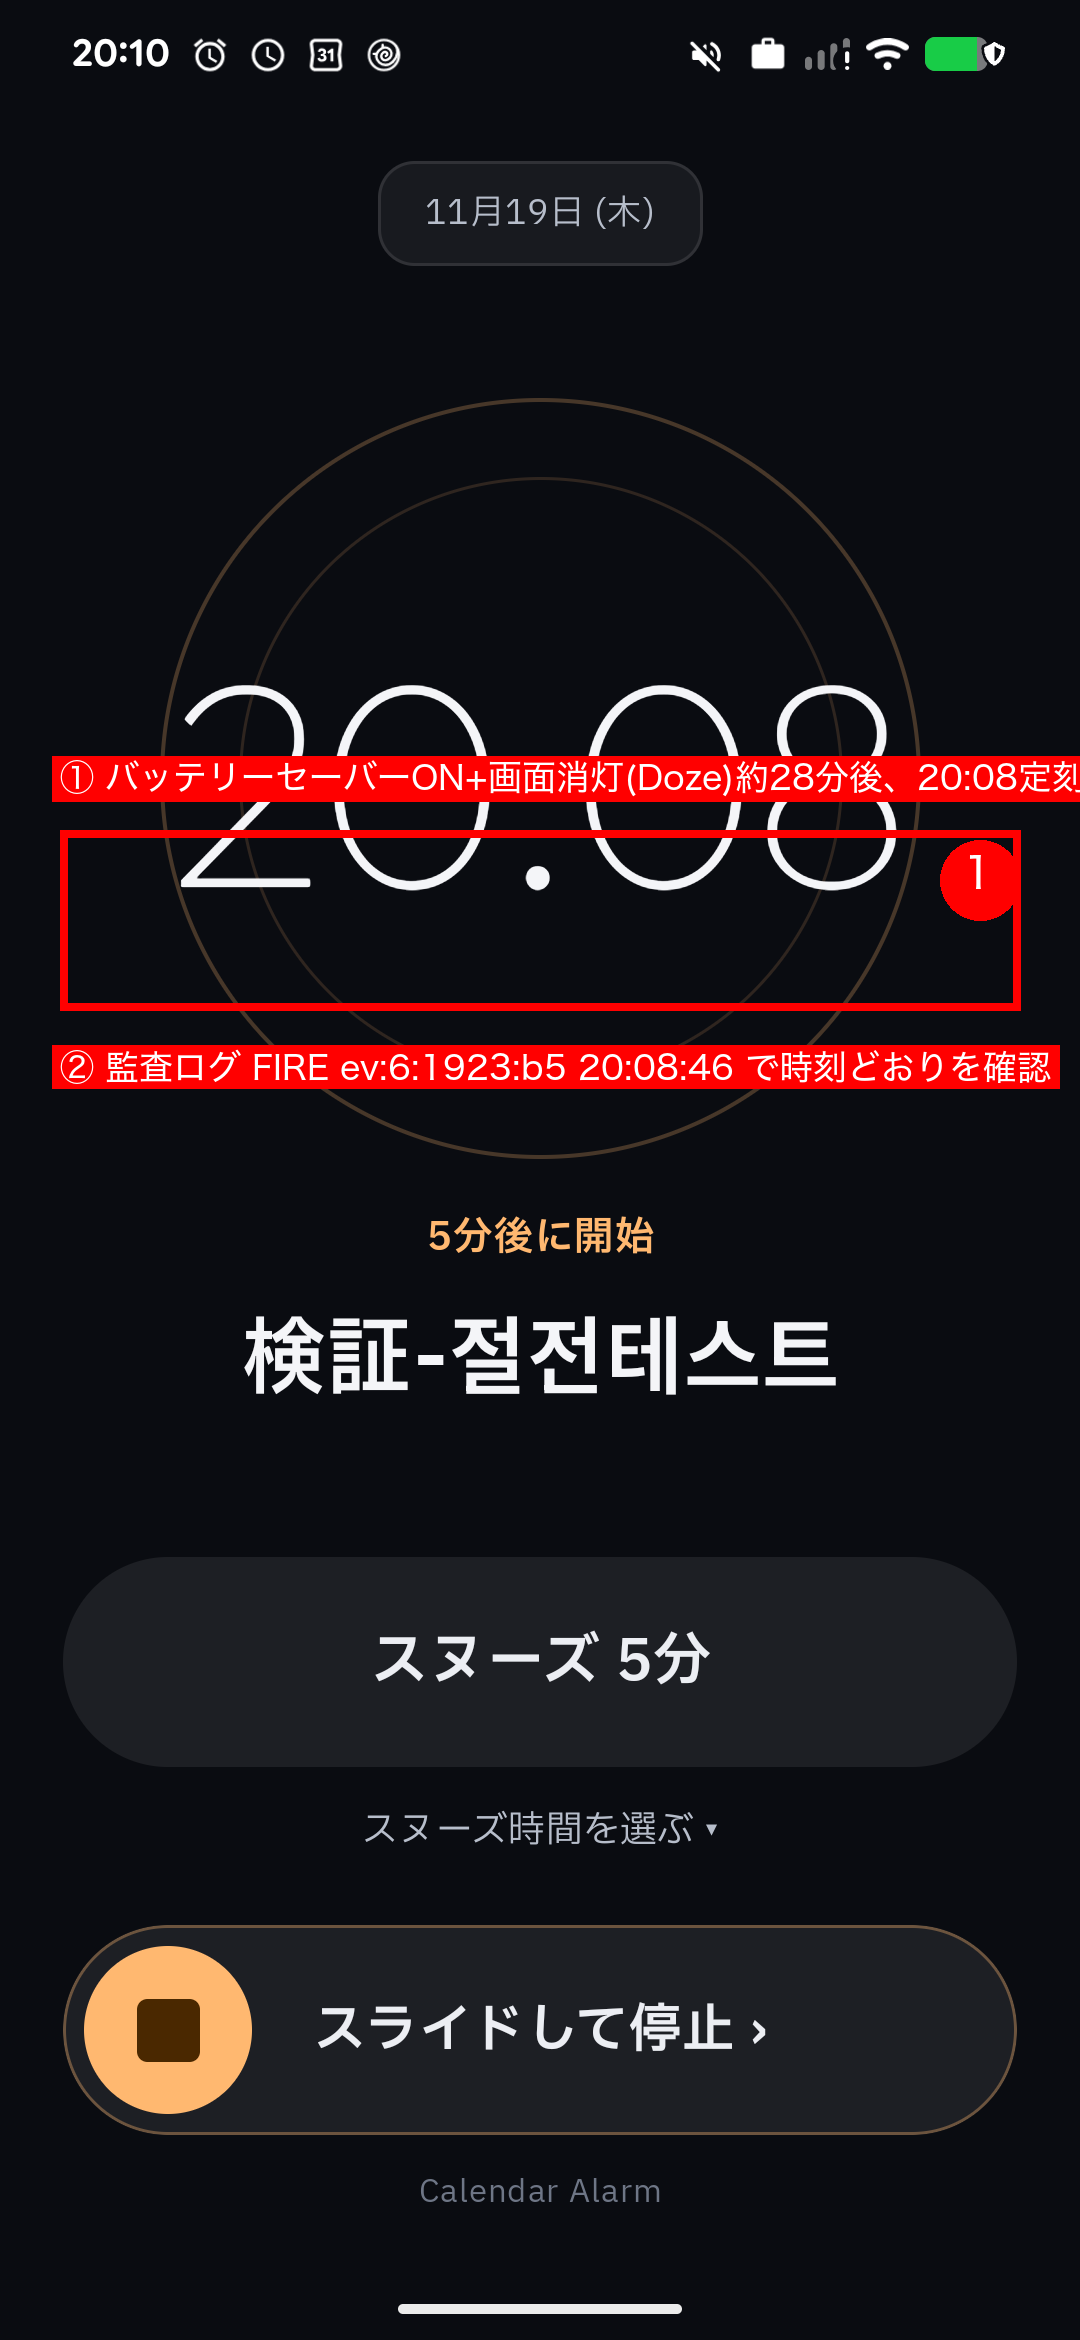 20:10
31
11月19日 (木)
20.08
① バッテリーセーバーON+画面消灯(Doze)約28分後、20:08定刻
1
② 監査ログ FIRE ev:6:1923:b5 20:08:46 で時刻どおりを確認
5分後に開始
検証-절전테스트
スヌーズ 5分
スヌーズ時間を選ぶ ▾
スライドして停止 ›
Calendar Alarm